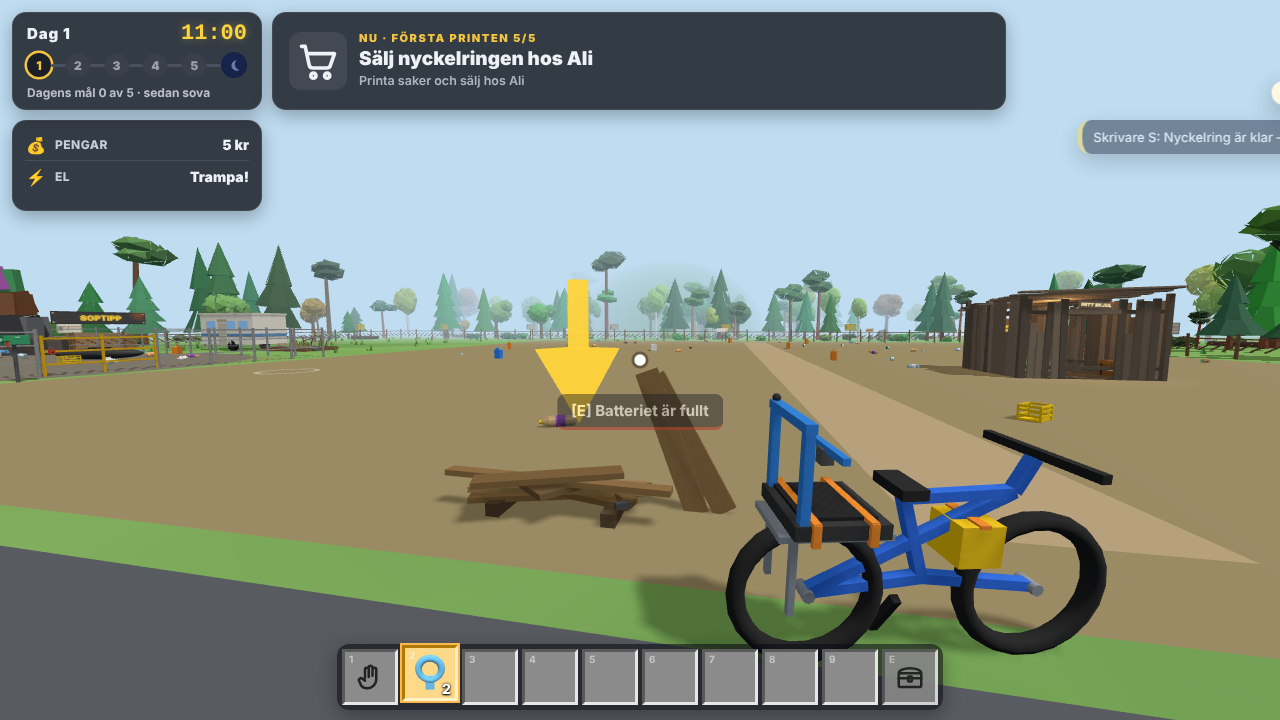 Dag 1
11:00
1 2 3 4 5
Dagens mål 0 av 5 · sedan sova
NU · FÖRSTA PRINTEN 5/5
Sälj nyckelringen hos Ali
Printa saker och sälj hos Ali
PENGAR 5 kr
EL Trampa!
Skrivare S: Nyckelring är klar -
SOPTIPP
[E] Batteriet är fullt
1 2 3 4 5 6 7 8 9 E
2